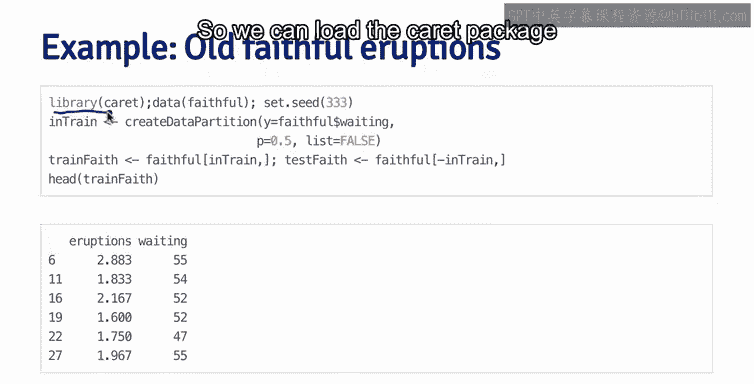 So we can load the caret package
Example: Old faithful eruptions
library(caret);data(faithful); set.seed(333)
inTrain <- createDataPartition(y=faithful$waiting,
p=0.5, list=FALSE)
trainFaith <- faithful[inTrain,]; testFaith <- faithful[-inTrain,]
head(trainFaith)
eruptions waiting
6 2.883 55
11 1.833 54
16 2.167 52
19 1.600 52
22 1.750 47
27 1.967 55